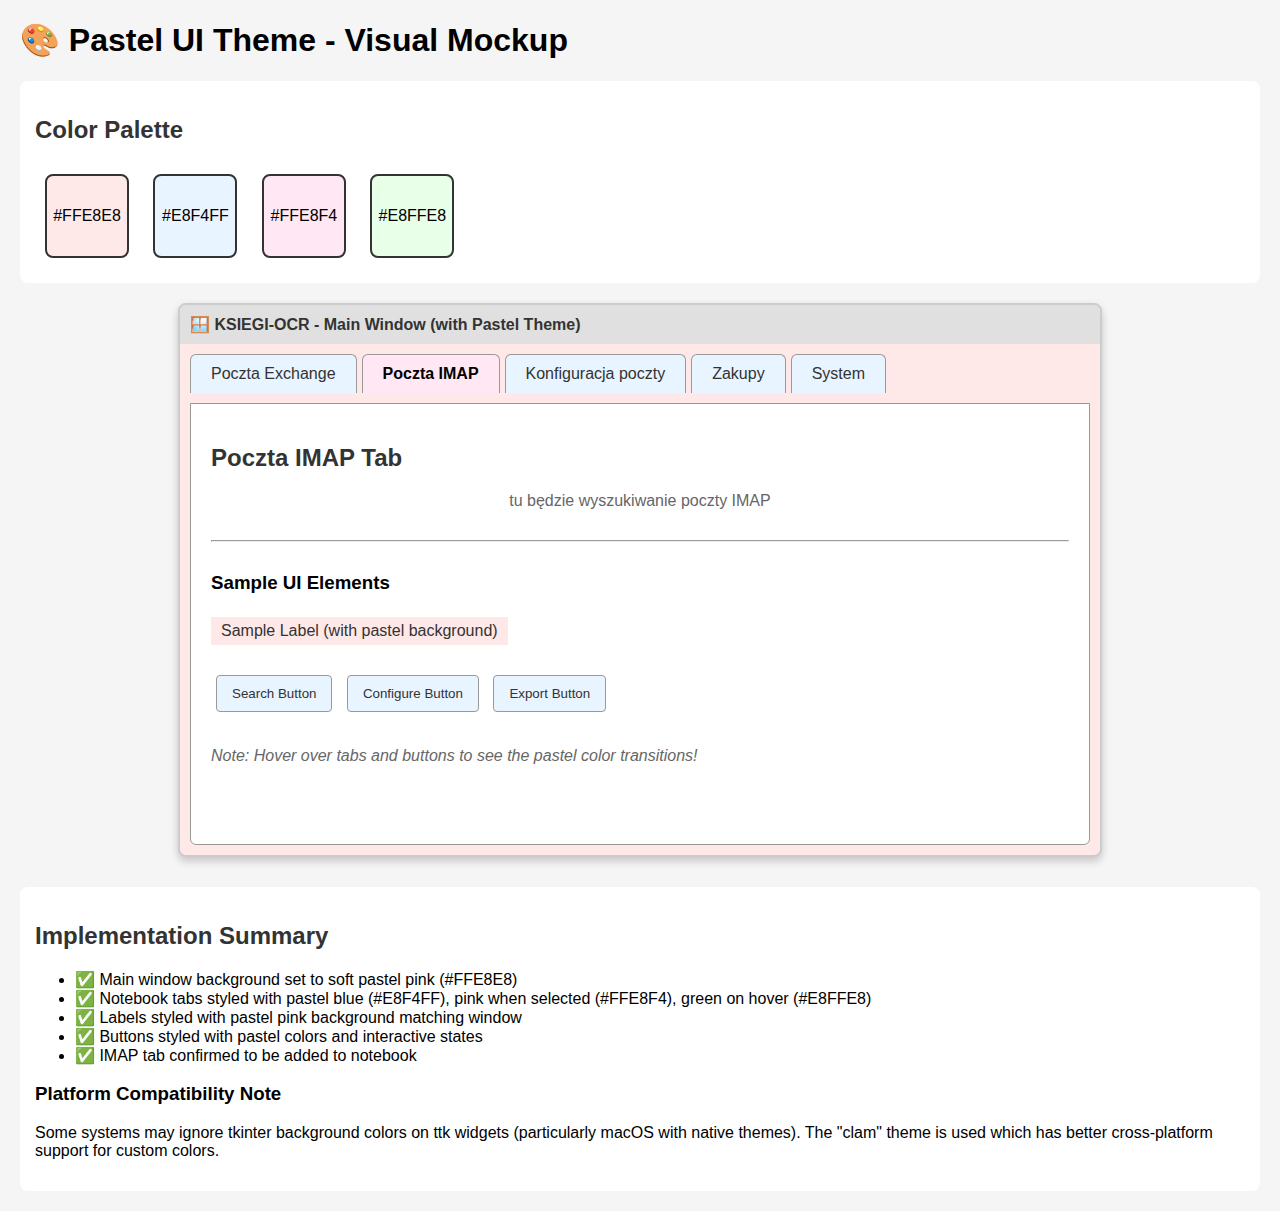 🎨 Pastel UI Theme - Visual Mockup
Color Palette
#FFE8E8 #E8F4FF #FFE8F4 #E8FFE8
🪟 KSIEGI-OCR - Main Window (with Pastel Theme)
Poczta Exchange Poczta IMAP Konfiguracja poczty Zakupy System
Poczta IMAP Tab
tu będzie wyszukiwanie poczty IMAP
Sample UI Elements
Sample Label (with pastel background)
Search Button Configure Button Export Button
Note: Hover over tabs and buttons to see the pastel color transitions!
Implementation Summary
• ✅ Main window background set to soft pastel pink (#FFE8E8)
• ✅ Notebook tabs styled with pastel blue (#E8F4FF), pink when selected (#FFE8F4), green on hover (#E8FFE8)
• ✅ Labels styled with pastel pink background matching window
• ✅ Buttons styled with pastel colors and interactive states
• ✅ IMAP tab confirmed to be added to notebook
Platform Compatibility Note
Some systems may ignore tkinter background colors on ttk widgets (particularly macOS with native themes). The "clam" theme is used which has better cross-platform
support for custom colors.